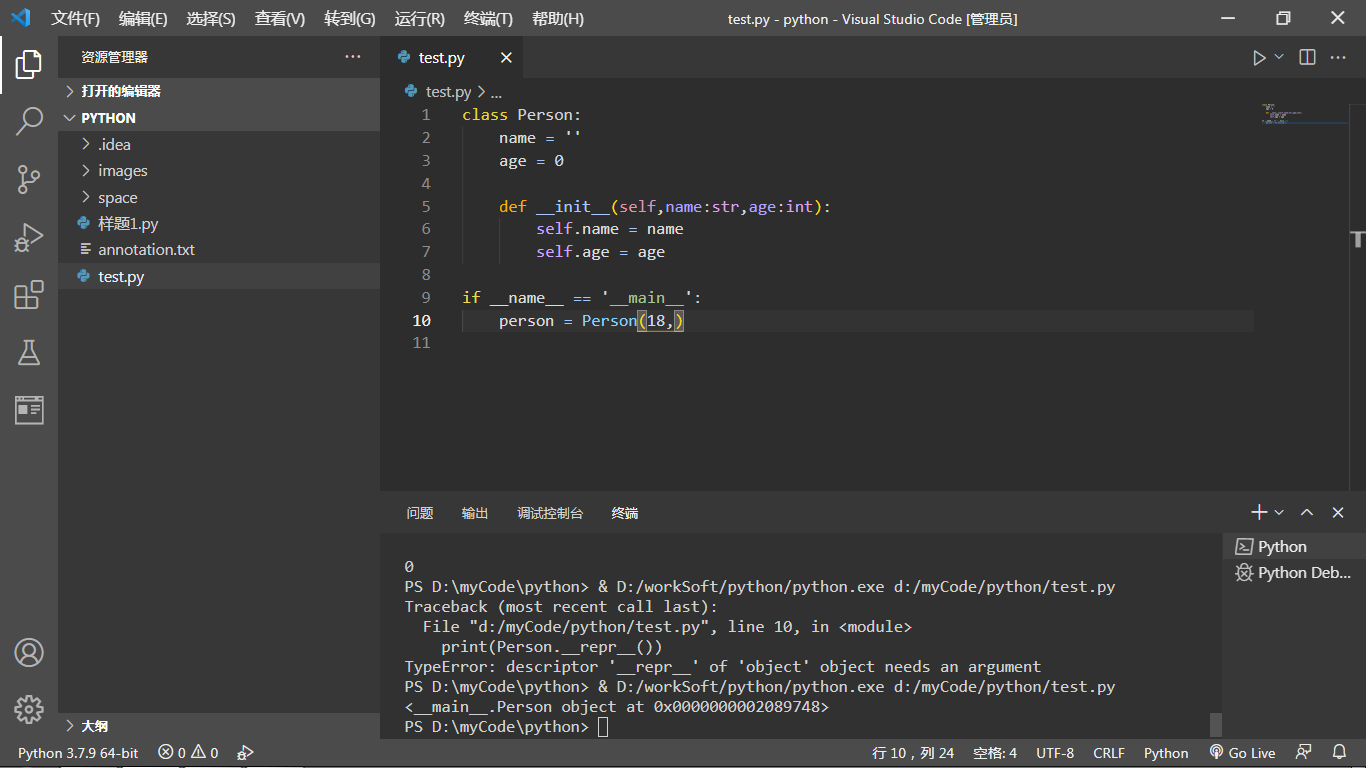 文件(F) 编辑(E) 选择(S) 查看(V) 转到(G) 运行(R) 终端(T) 帮助(H) test.py - python - Visual Studio Code [管理员]
资源管理器
打开的编辑器
PYTHON
.idea
images
space
样题1.py
annotation.txt
test.py
大纲
test.py
test.py > ...
1 class Person:
2 name = ''
3 age = 0
4
5 def __init__(self,name:str,age:int):
6 self.name = name
7 self.age = age
8
9 if __name__ == '__main__':
10 person = Person(18,)
11
问题 输出 调试控制台 终端
0
PS D:\myCode\python> & D:/workSoft/python/python.exe d:/myCode/python/test.py
Traceback (most recent call last):
File "d:/myCode/python/test.py", line 10, in <module>
print(Person.__repr__())
TypeError: descriptor '__repr__' of 'object' object needs an argument
PS D:\myCode\python> & D:/workSoft/python/python.exe d:/myCode/python/test.py
<__main__.Person object at 0x0000000002089748>
PS D:\myCode\python>
Python
Python Deb...
Python 3.7.9 64-bit 0 0 行 10，列 24 空格: 4 UTF-8 CRLF Python Go Live